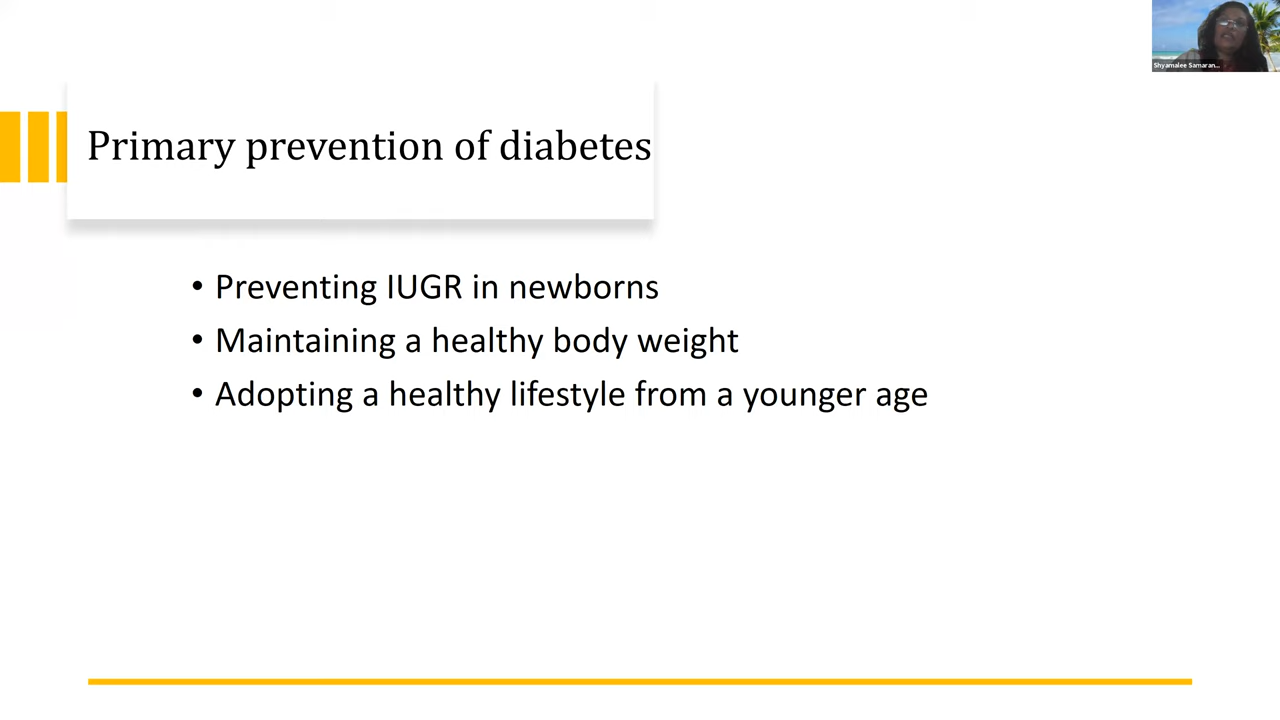 Shyamalee Samaran...
Primary prevention of diabetes
• Preventing IUGR in newborns
• Maintaining a healthy body weight
• Adopting a healthy lifestyle from a younger age